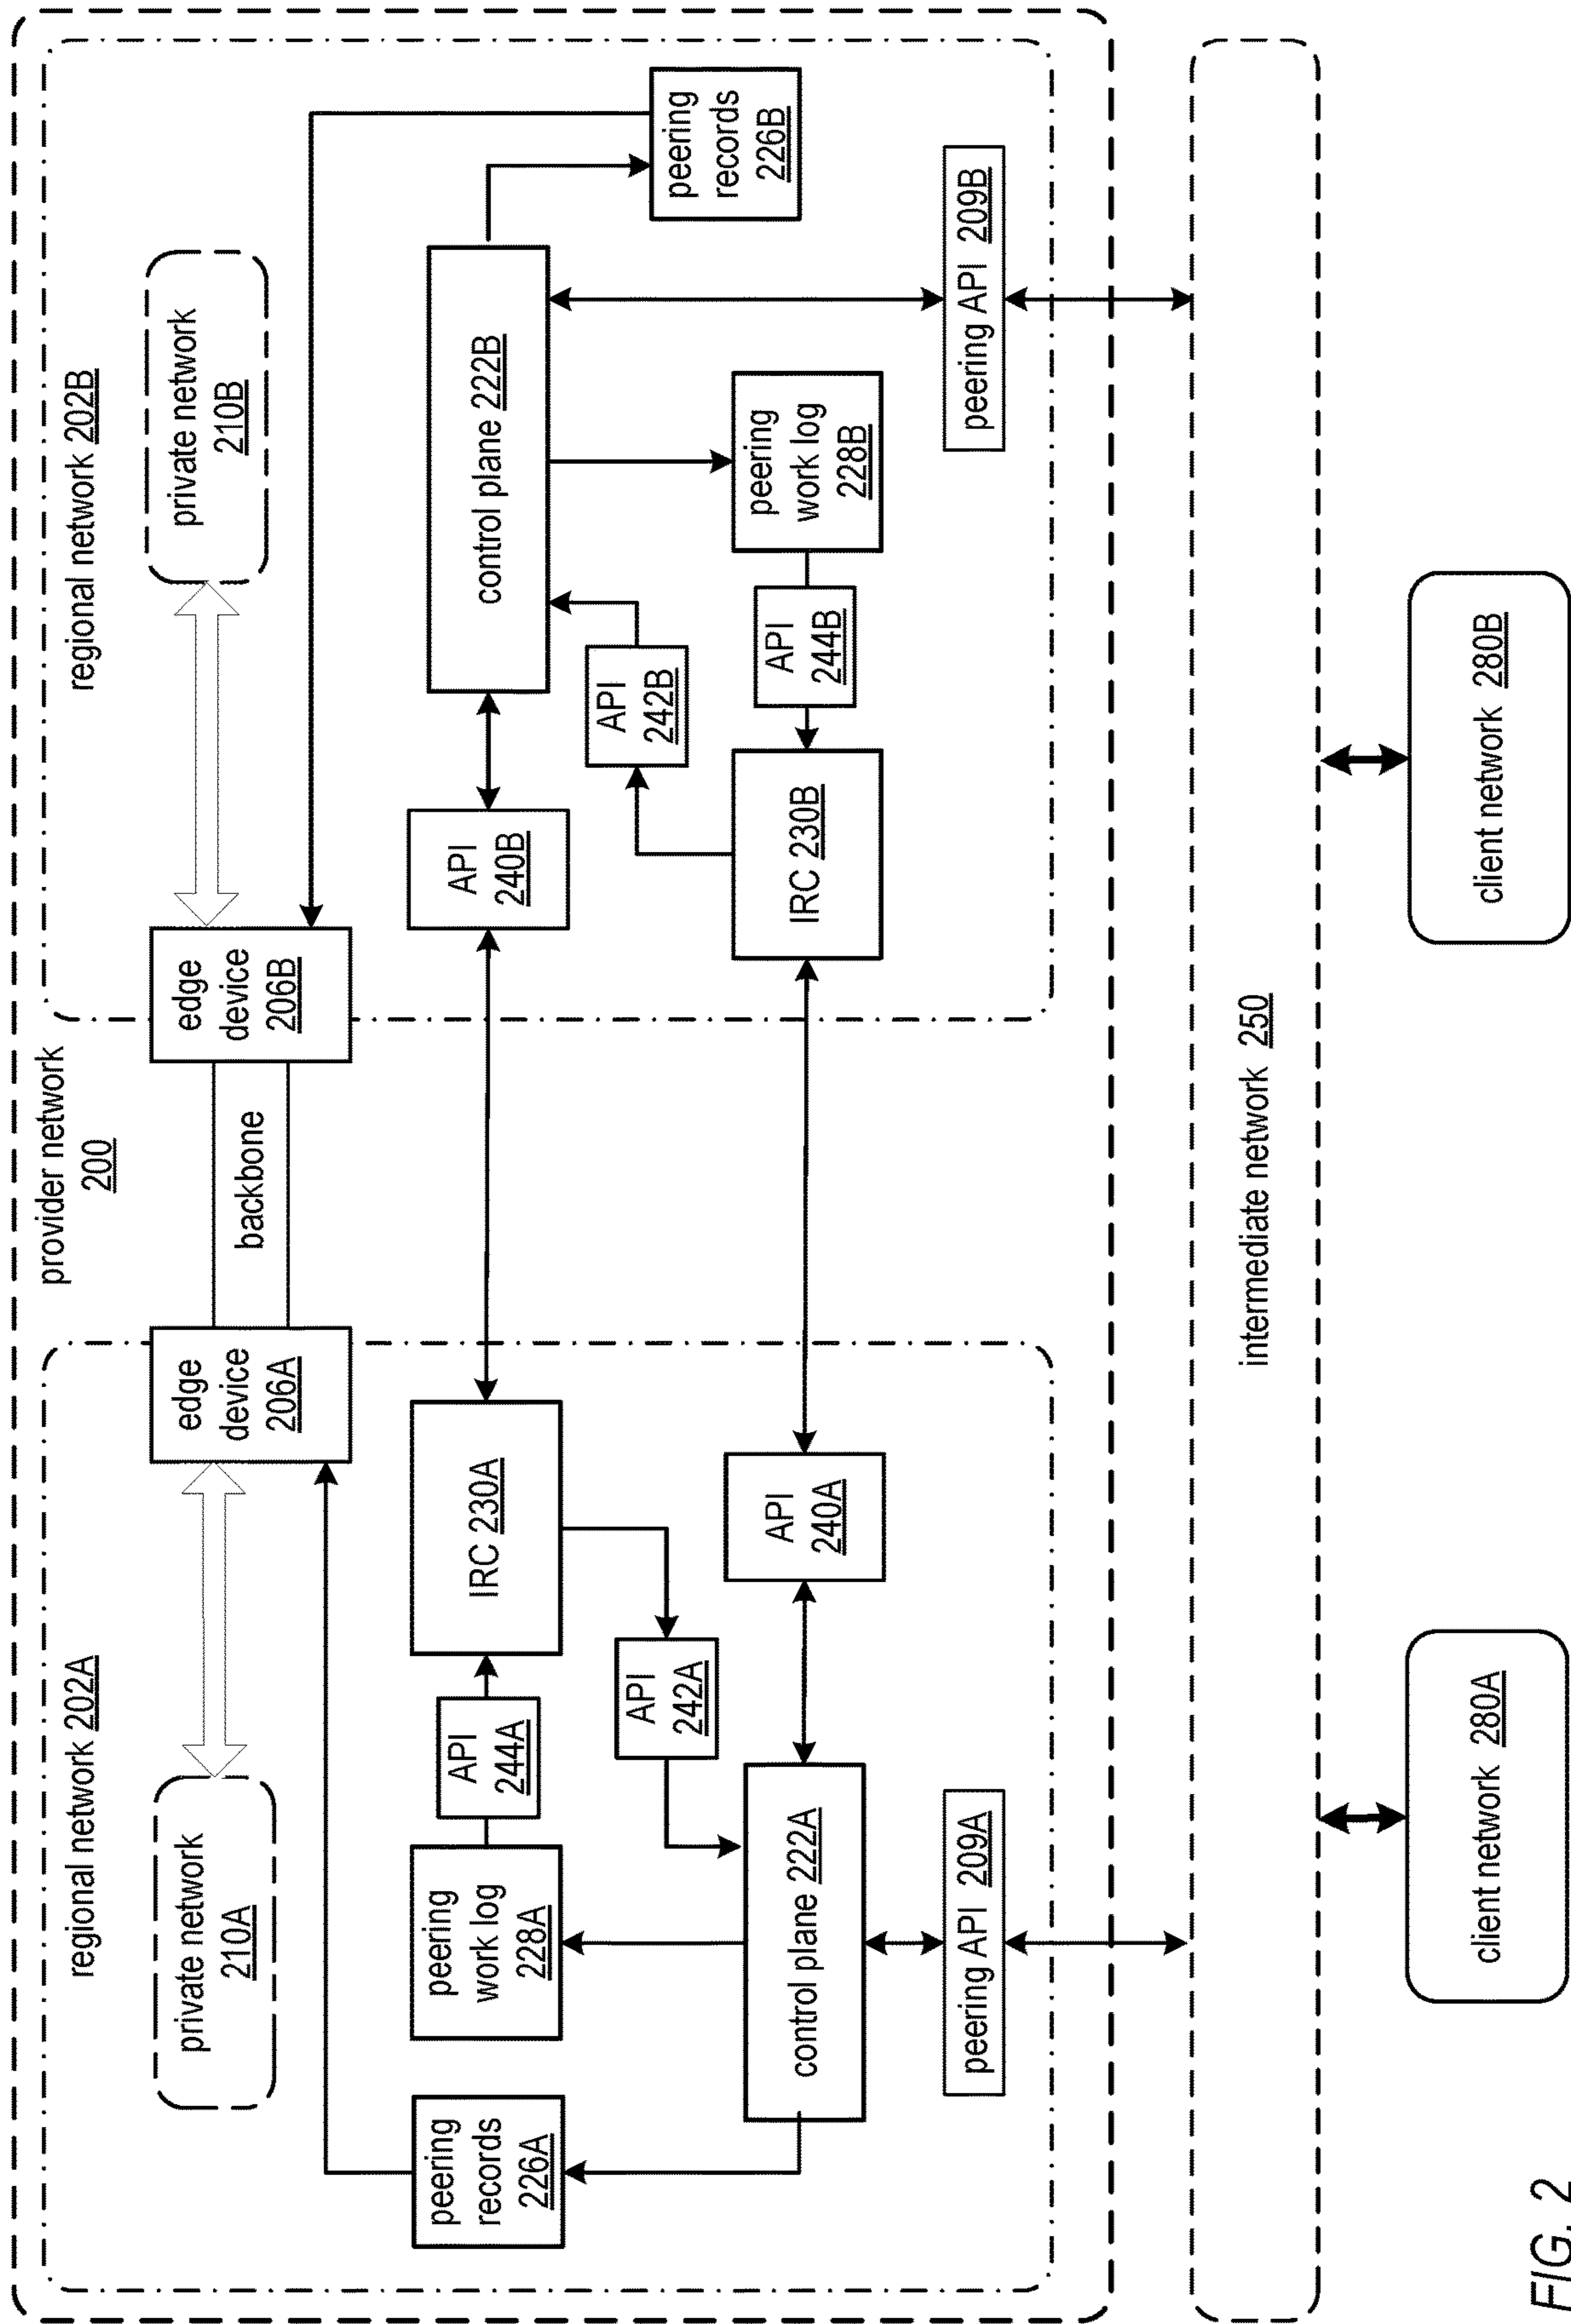 provider network
200
regional network 202A
regional network 202B
private network
210A
edge
device
206A
backbone
edge
device
206B
private network
210B
peering
records
226A
peering
work log
228A
API
244A
IRC 230A
API
242A
control plane 222A
API
240A
peering API 209A
API
240B
control plane 222B
peering
records
226B
API
242B
IRC 230B
API
244B
peering
work log
228B
peering API 209B
intermediate network 250
client network 280A
client network 280B
FIG. 2